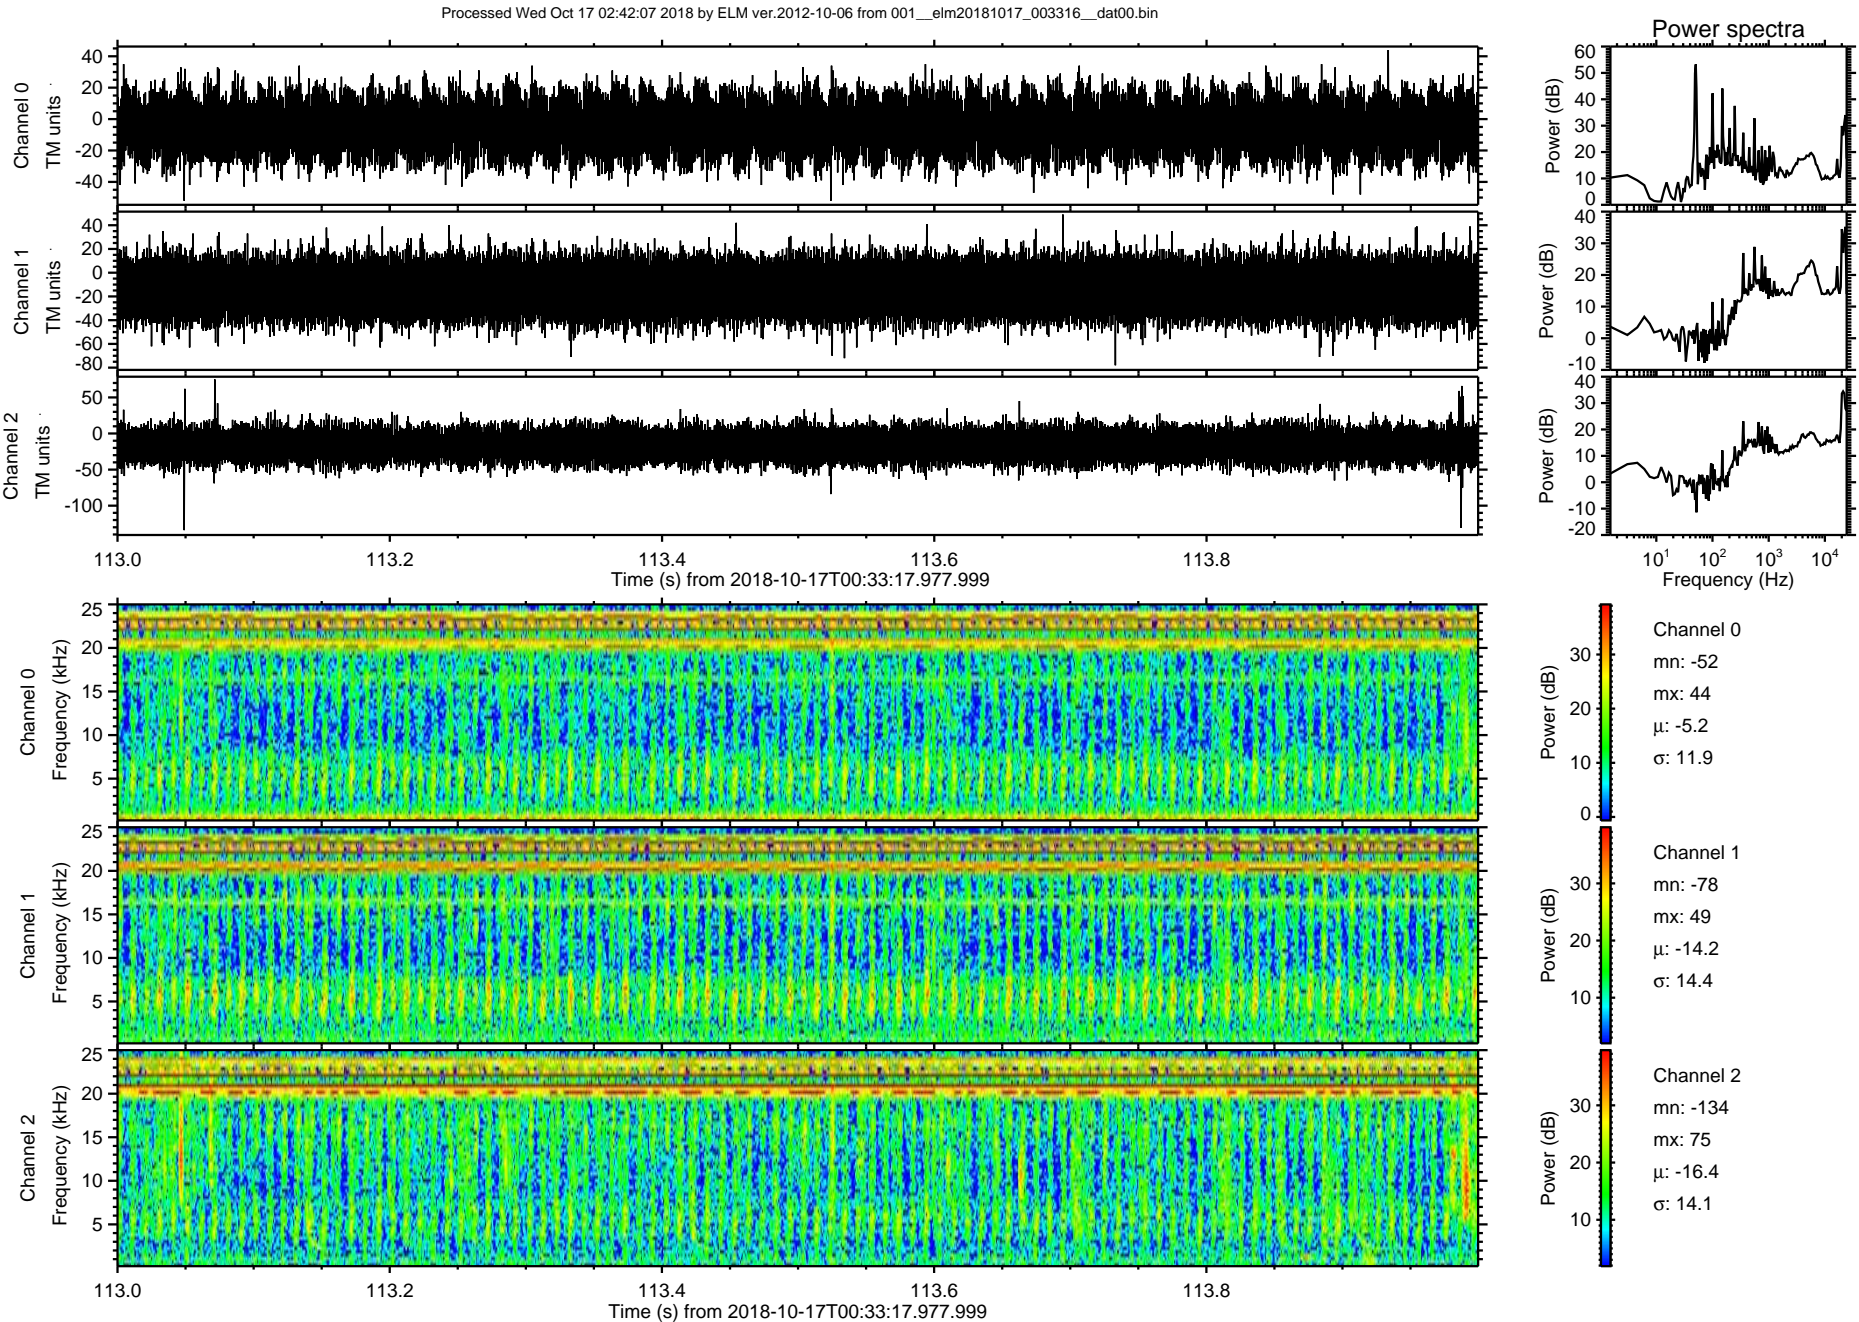 Processed Wed Oct 17 02:42:07 2018 by ELM ver.2012-10-06 from 001__elm20181017_003316__dat00.bin
Power spectra
Channel 0
TM units
40
20
0
-20
-40
Power (dB)
60
50
40
30
20
10
0
Channel 1
TM units
40
20
0
-20
-40
-60
-80
Power (dB)
40
30
20
10
0
-10
Channel 2
TM units
50
0
-50
-100
Power (dB)
40
30
20
10
0
-10
-20
113.0 113.2 113.4 113.6 113.8
Time (s) from 2018-10-17T00:33:17.977.999
10¹ 10² 10³ 10⁴
Frequency (Hz)
Channel 0
Frequency (kHz)
25
20
15
10
5
Power (dB)
30
20
10
0
Channel 0
mn: -52
mx: 44
μ: -5.2
σ: 11.9
Channel 1
Frequency (kHz)
25
20
15
10
5
Power (dB)
30
20
10
Channel 1
mn: -78
mx: 49
μ: -14.2
σ: 14.4
Channel 2
Frequency (kHz)
25
20
15
10
5
Power (dB)
30
20
10
Channel 2
mn: -134
mx: 75
μ: -16.4
σ: 14.1
113.0 113.2 113.4 113.6 113.8
Time (s) from 2018-10-17T00:33:17.977.999